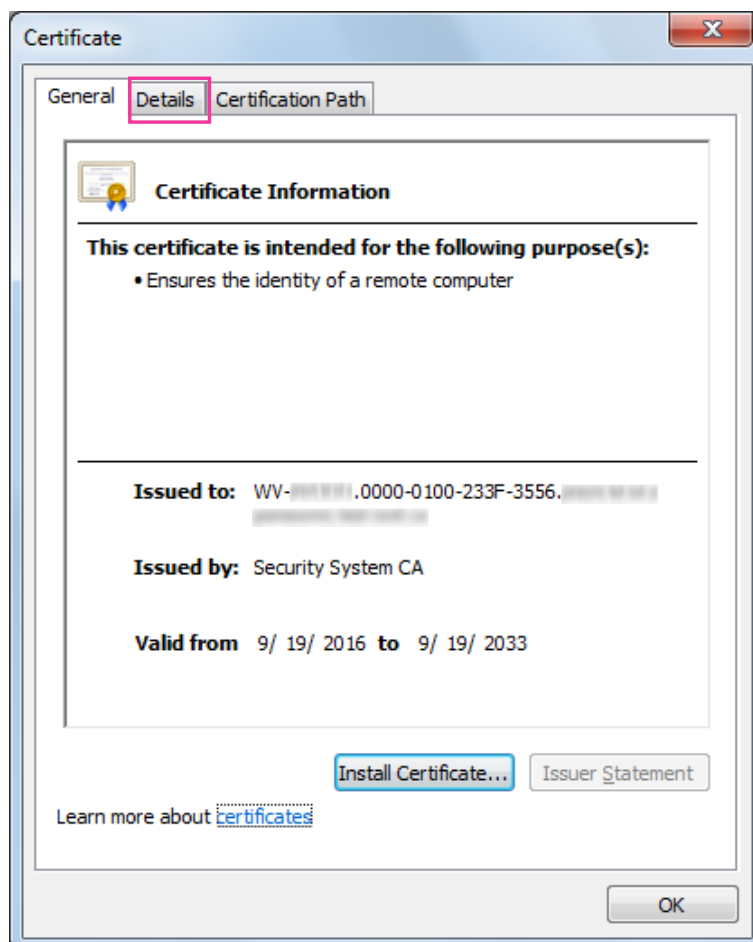 Certificate
General Details Certification Path
Certificate Information
This certificate is intended for the following purpose(s):
• Ensures the identity of a remote computer
Issued to: WV- .0000-0100-233F-3556.
Issued by: Security System CA
Valid from 9/ 19/ 2016 to 9/ 19/ 2033
Install Certificate... Issuer Statement
Learn more about certificates
OK